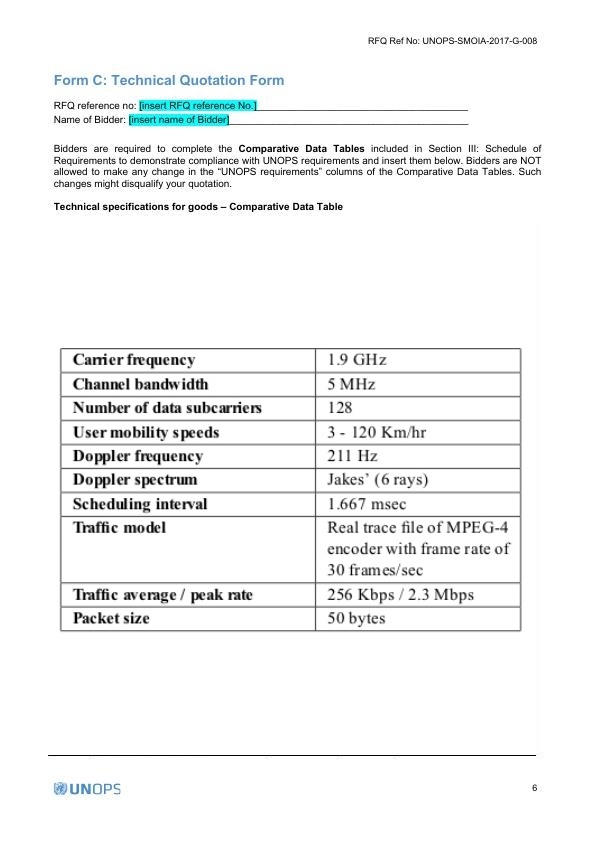 RFQ Ref No: UNOPS-SMOIA-2017-G-008
Form C: Technical Quotation Form
RFQ reference no: [insert RFQ reference No.]
Name of Bidder: [insert name of Bidder]
Bidders are required to complete the Comparative Data Tables included in Section III: Schedule of
Requirements to demonstrate compliance with UNOPS requirements and insert them below. Bidders are NOT
allowed to make any change in the “UNOPS requirements” columns of the Comparative Data Tables. Such
changes might disqualify your quotation.
Technical specifications for goods – Comparative Data Table
Carrier frequency 1.9 GHz
Channel bandwidth 5 MHz
Number of data subcarriers 128
User mobility speeds 3 - 120 Km/hr
Doppler frequency 211 Hz
Doppler spectrum Jakes’ (6 rays)
Scheduling interval 1.667 msec
Traffic model Real trace file of MPEG-4
encoder with frame rate of
30 frames/sec
Traffic average / peak rate 256 Kbps / 2.3 Mbps
Packet size 50 bytes
UNOPS
6